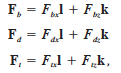 F_b = F_bx l + F_bz k
F_d = F_dx l + F_dz k
F_t = F_tx l + F_tz k,